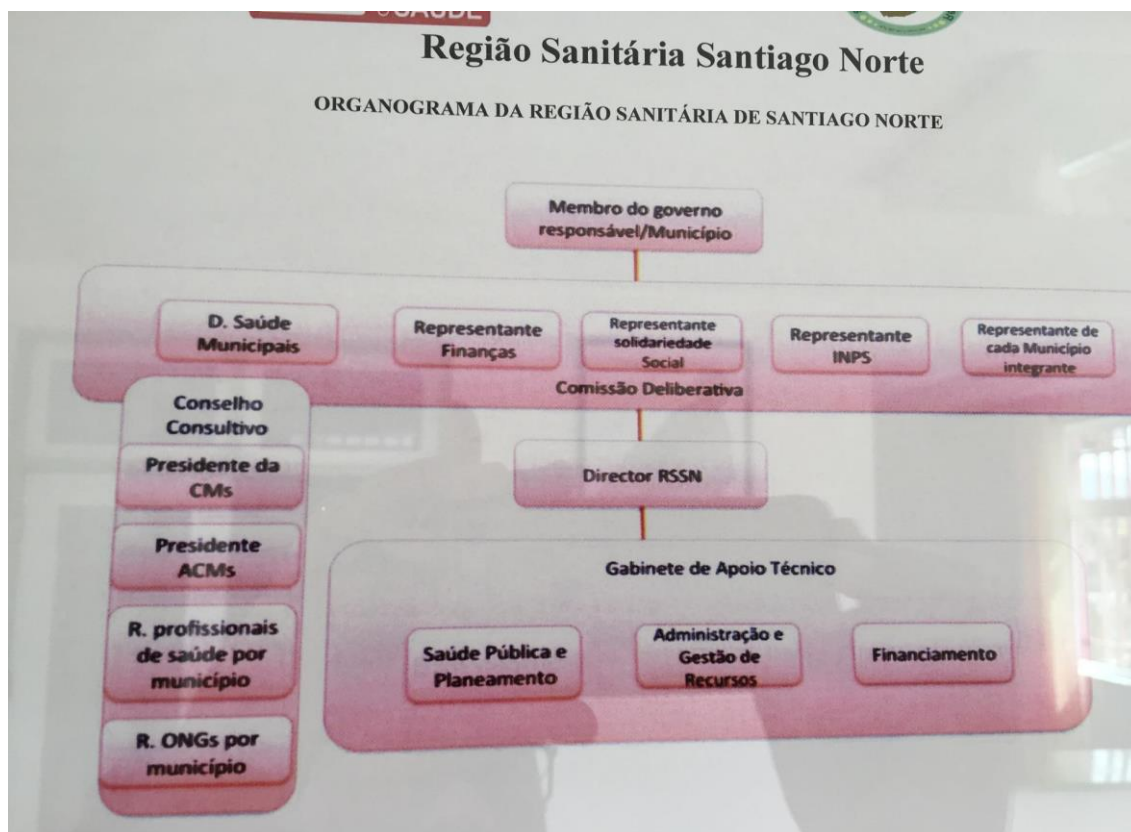 SAÚDE
Região Sanitária Santiago Norte
ORGANOGRAMA DA REGIÃO SANITÁRIA DE SANTIAGO NORTE
Membro do governo
responsável/Município
D. Saúde
Municipais
Representante
Finanças
Representante
solidariedade
Social
Representante
INPS
Representante de
cada Município
integrante
Comissão Deliberativa
Conselho
Consultivo
Presidente da
CMs
Presidente
ACMs
R. profissionais
de saúde por
município
R. ONGs por
município
Director RSSN
Gabinete de Apoio Técnico
Saúde Pública e
Planeamento
Administração e
Gestão de
Recursos
Financiamento